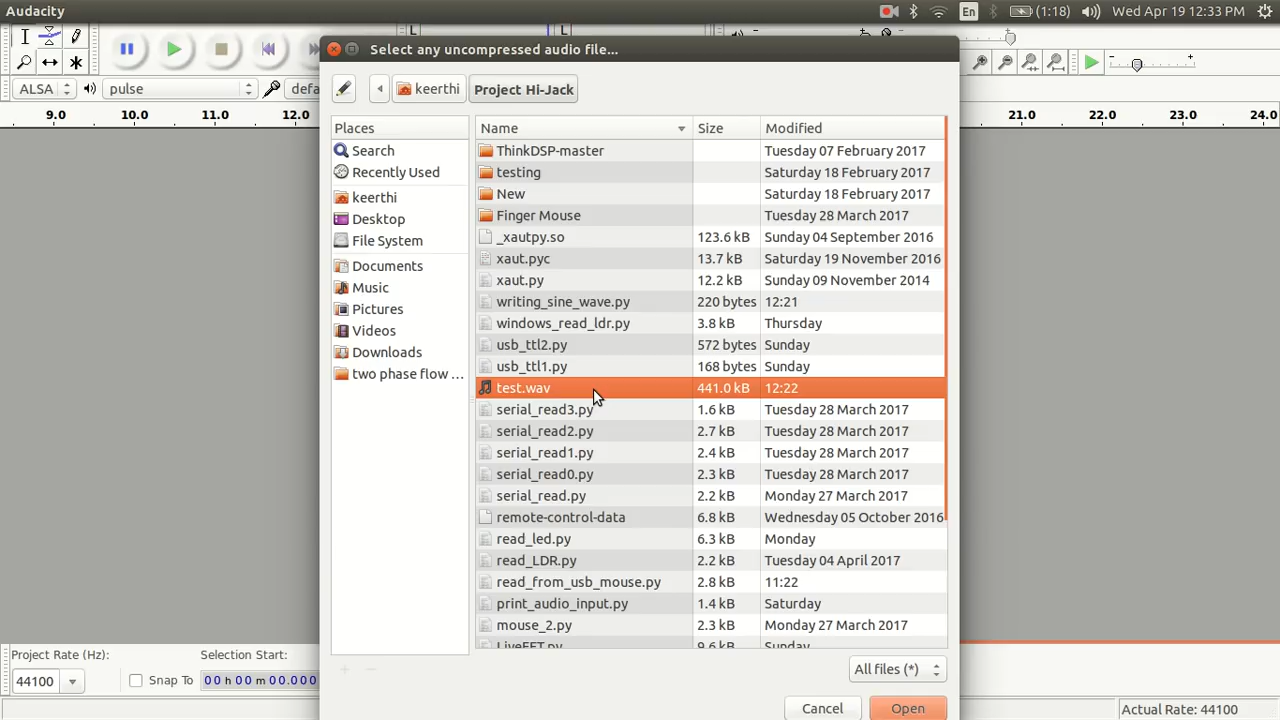 Audacity
En
(1:18)
Wed Apr 19 12:33 PM
Select any uncompressed audio file...
L
ALSA
pulse
defa
keerthi
Project Hi-Jack
9.0 10.0 11.0 12.0 21.0 22.0 23.0 24.0
Places
Search
Recently Used
keerthi
Desktop
File System
Documents
Music
Pictures
Videos
Downloads
two phase flow ...
Name Size Modified
ThinkDSP-master Tuesday 07 February 2017
testing Saturday 18 February 2017
New Saturday 18 February 2017
Finger Mouse Tuesday 28 March 2017
_xautpy.so 123.6 kB Sunday 04 September 2016
xaut.pyc 13.7 kB Saturday 19 November 2016
xaut.py 12.2 kB Sunday 09 November 2014
writing_sine_wave.py 220 bytes 12:21
windows_read_ldr.py 3.8 kB Thursday
usb_ttl2.py 572 bytes Sunday
usb_ttl1.py 168 bytes Sunday
test.wav 441.0 kB 12:22
serial_read3.py 1.6 kB Tuesday 28 March 2017
serial_read2.py 2.7 kB Tuesday 28 March 2017
serial_read1.py 2.4 kB Tuesday 28 March 2017
serial_read0.py 2.3 kB Tuesday 28 March 2017
serial_read.py 2.2 kB Monday 27 March 2017
remote-control-data 6.8 kB Wednesday 05 October 2016
read_led.py 6.3 kB Monday
read_LDR.py 2.2 kB Tuesday 04 April 2017
read_from_usb_mouse.py 2.8 kB 11:22
print_audio_input.py 1.4 kB Saturday
mouse_2.py 2.3 kB Monday 27 March 2017
LiveFFT.py 9.6 kB Sunday
All files (*)
Cancel
Open
Project Rate (Hz):
44100
Selection Start:
Snap To
00 h 00 m 00.000
Actual Rate: 44100